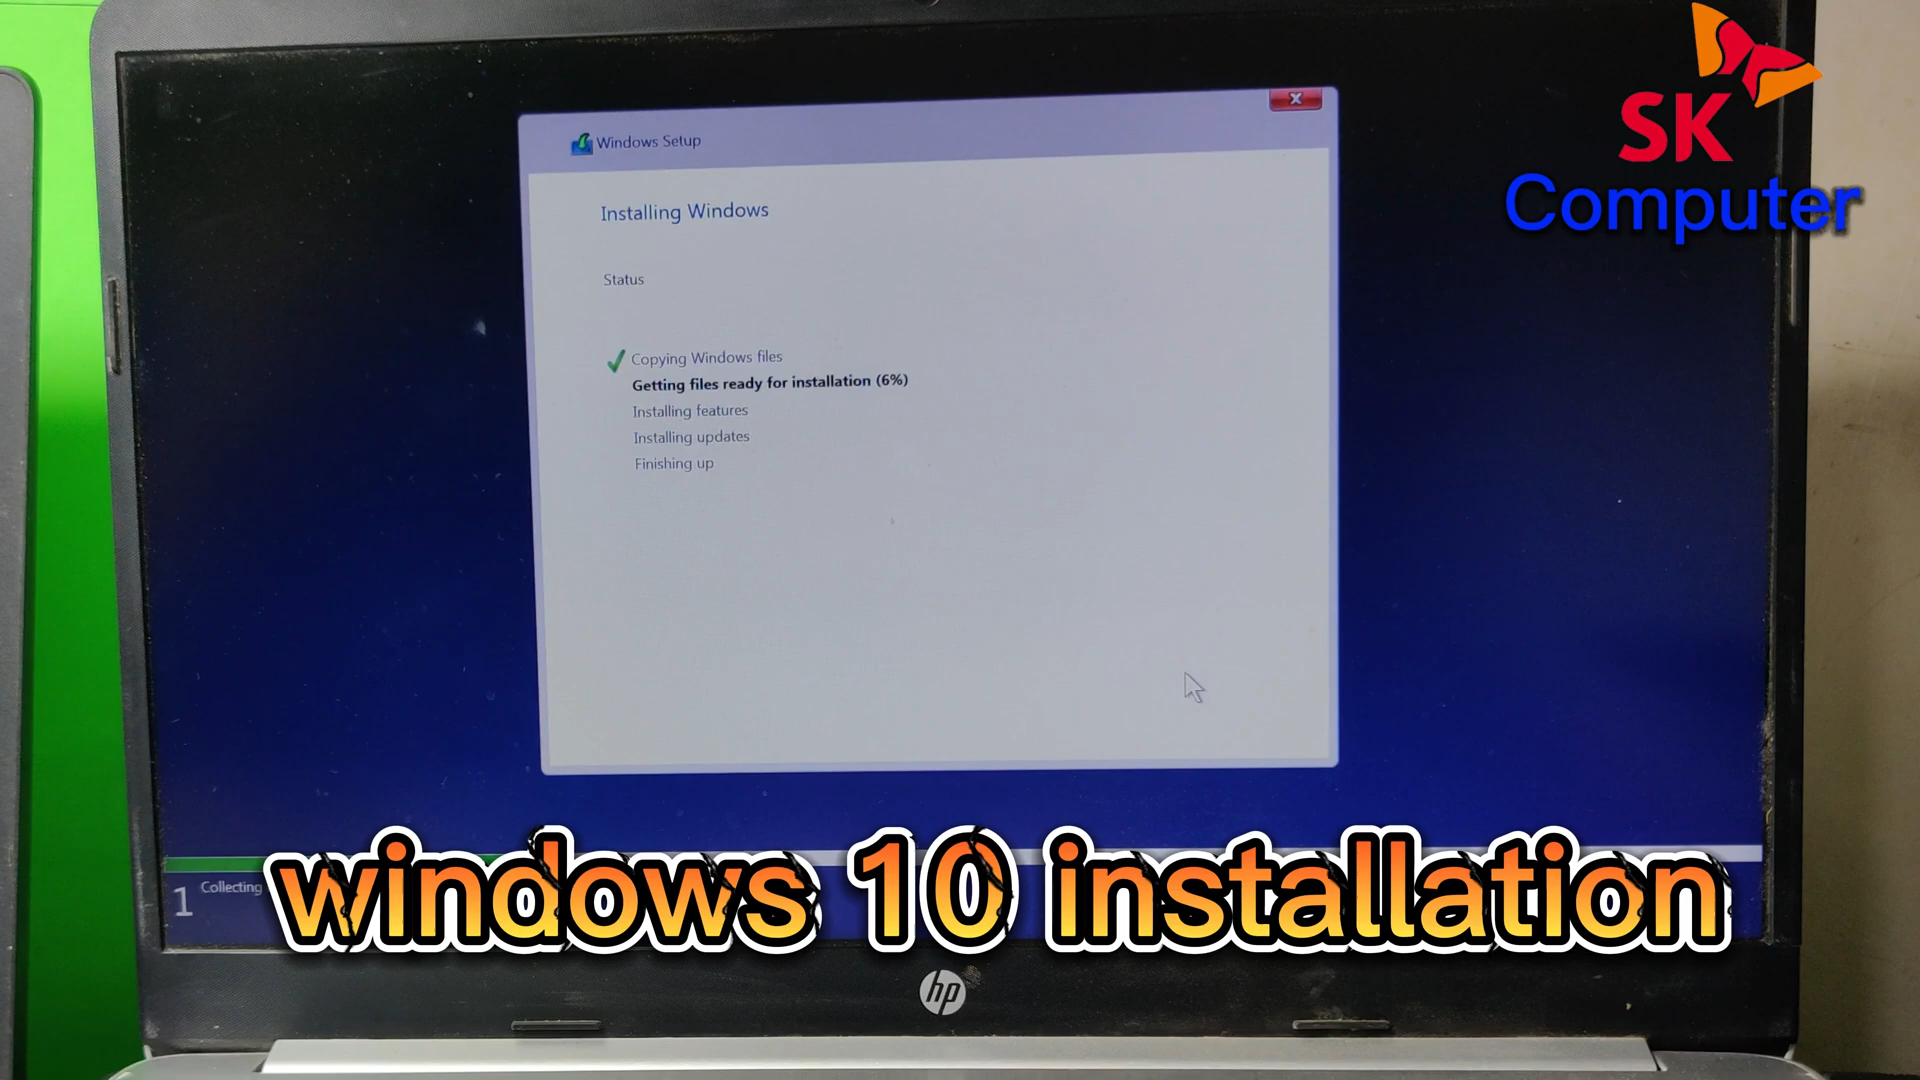 SK
Computer
x
Windows Setup
Installing Windows
Status
Copying Windows files
Getting files ready for installation (6%)
Installing features
Installing updates
Finishing up
1 Collecting
windows 10 installation
hp